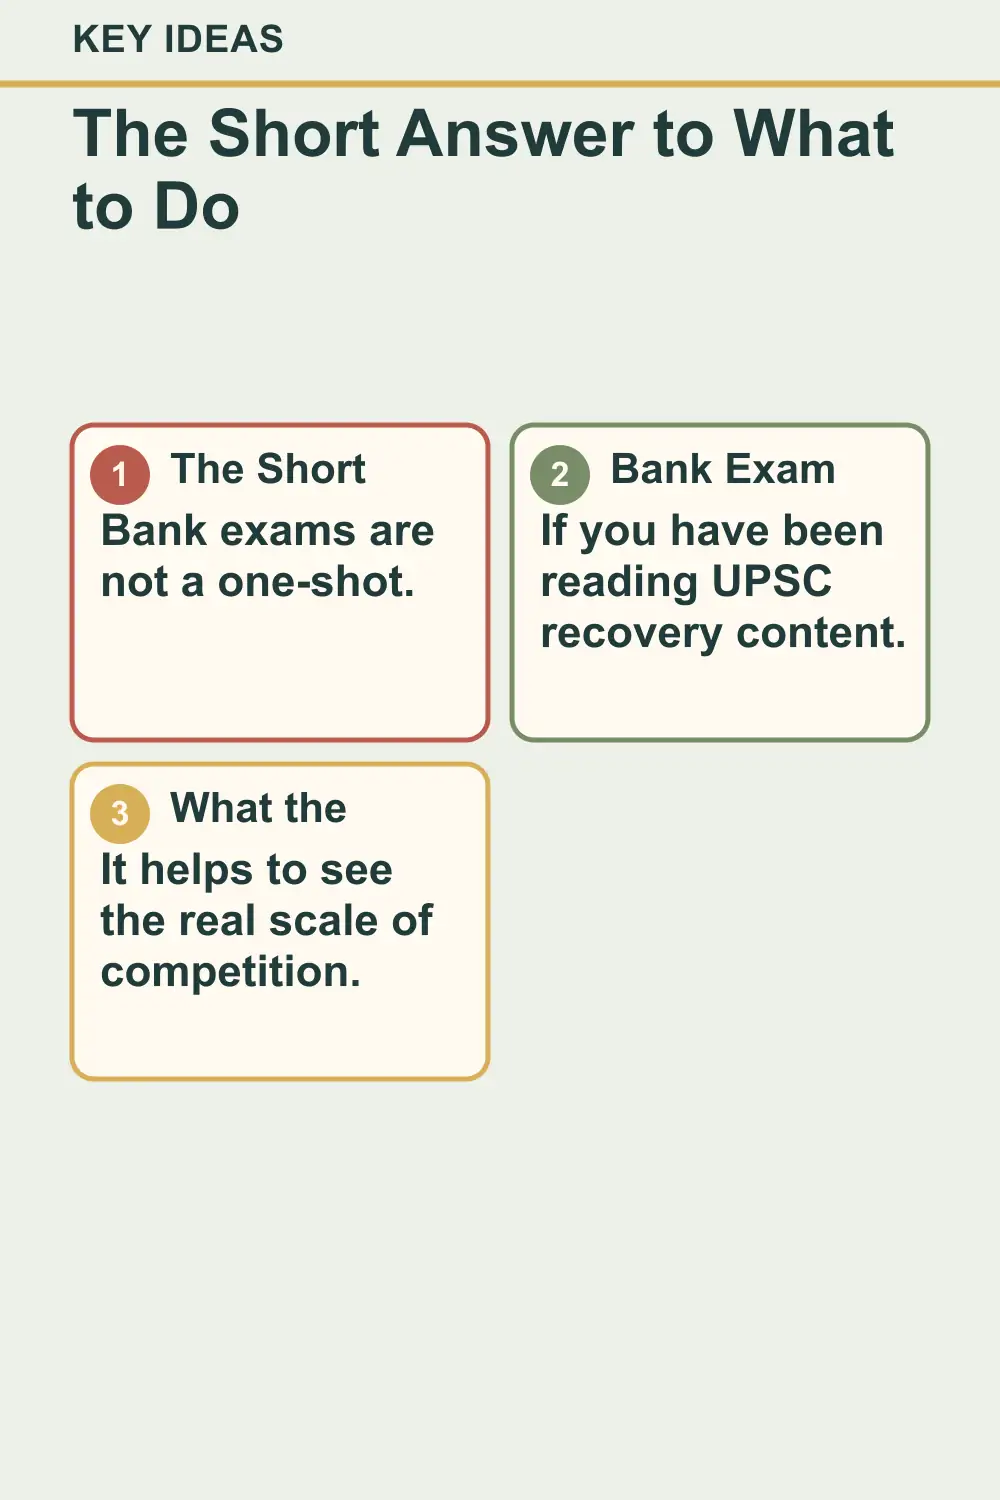 KEY IDEAS
The Short Answer to What
to Do
1 The Short
Bank exams are
not a one-shot.
2 Bank Exam
If you have been
reading UPSC
recovery content.
3 What the
It helps to see
the real scale of
competition.